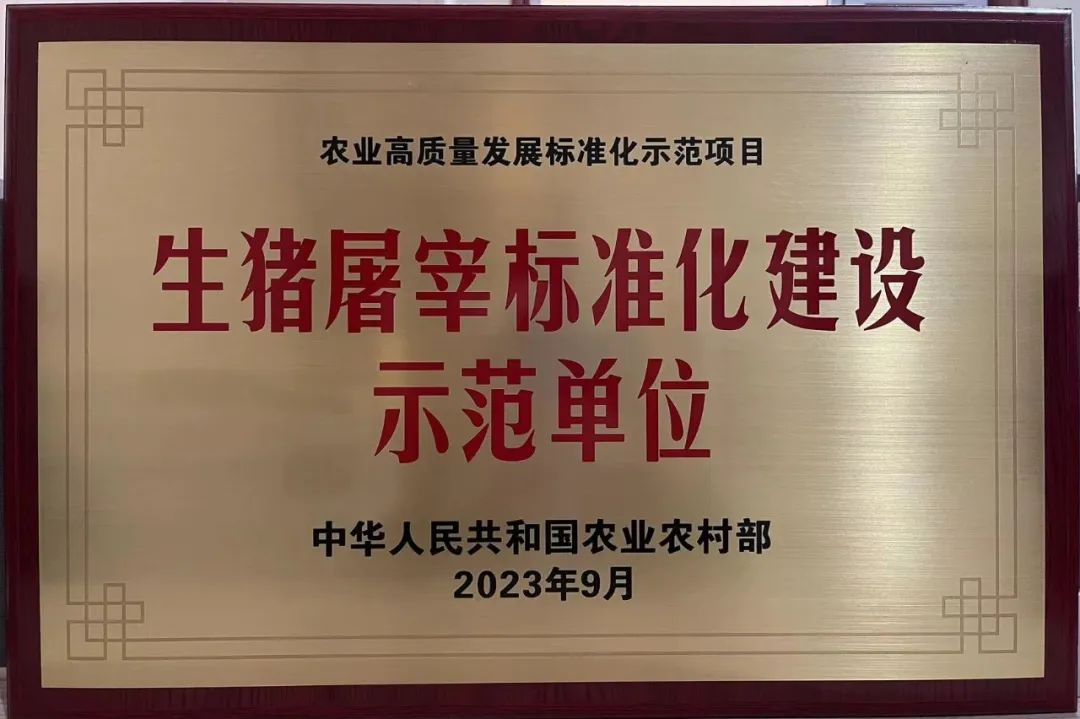 农业高质量发展标准化示范项目
生猪屠宰标准化建设
示范单位
中华人民共和国农业农村部
2023年9月